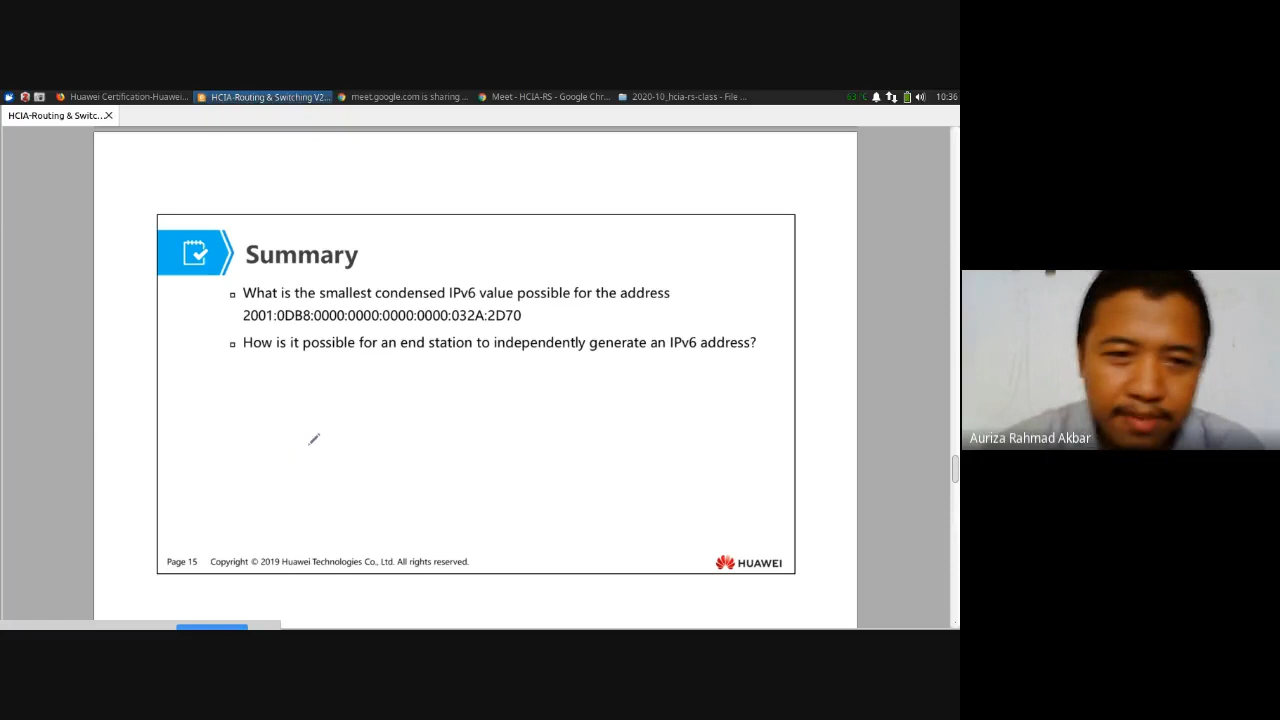 Huawei Certification-Huawei...
HCIA-Routing & Switching V2...
meet.google.com is sharing ...
Meet - HCIA-RS - Google Chr...
2020-10_hcia-rs-class - File ...
63°C
10:36
HCIA-Routing & Switc...
Summary
What is the smallest condensed IPv6 value possible for the address
2001:0DB8:0000:0000:0000:0000:032A:2D70
How is it possible for an end station to independently generate an IPv6 address?
Auriza Rahmad Akbar
Page 15 Copyright © 2019 Huawei Technologies Co., Ltd. All rights reserved.
HUAWEI